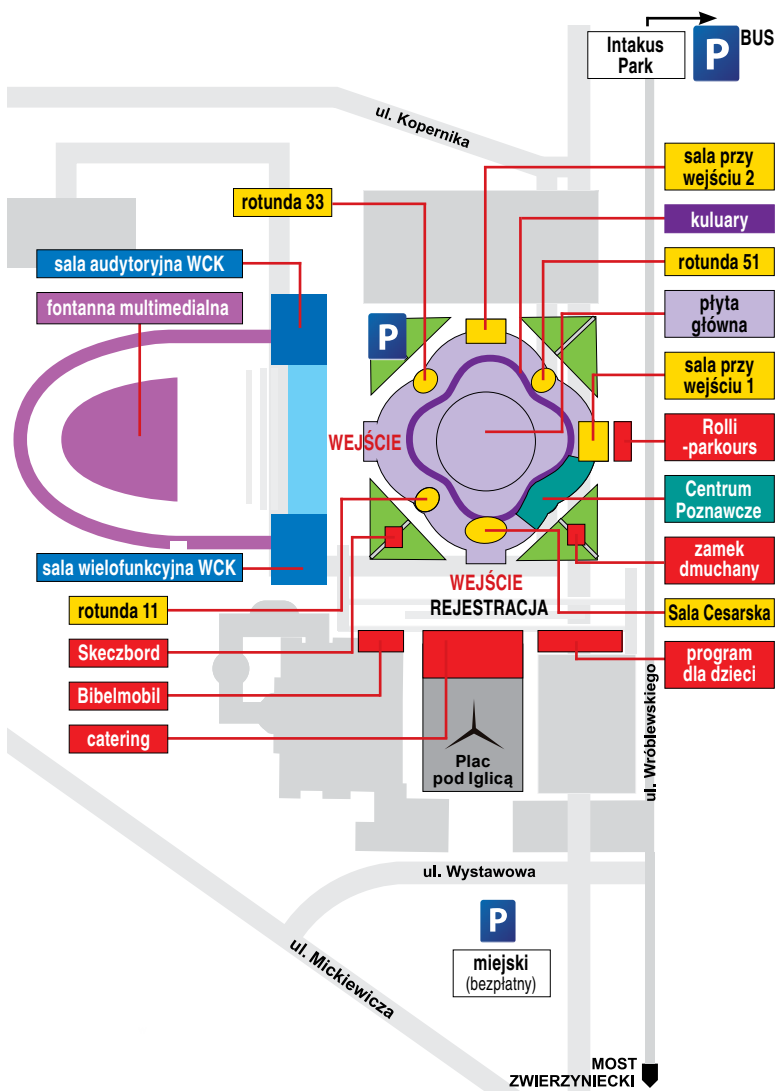 Intakus
Park
P
BUS
ul. Kopernika
sala przy
wejściu 2
rotunda 33
kuluary
sala audytoryjna WCK
rotunda 51
fontanna multimedialna
płyta
główna
P
sala przy
wejściu 1
WEJŚCIE
Rolli
-parkours
Centrum
Poznawcze
zamek
dmuchany
sala wielofunkcyjna WCK
WEJŚCIE
REJESTRACJA
rotunda 11
Sala Cesarska
Skeczbord
program
dla dzieci
Bibelmobil
catering
Plac
pod Iglicą
ul. Wróblewskiego
ul. Wystawowa
P
miejski
(bezpłatny)
ul. Mickiewicza
MOST
ZWIERZYNIECKI